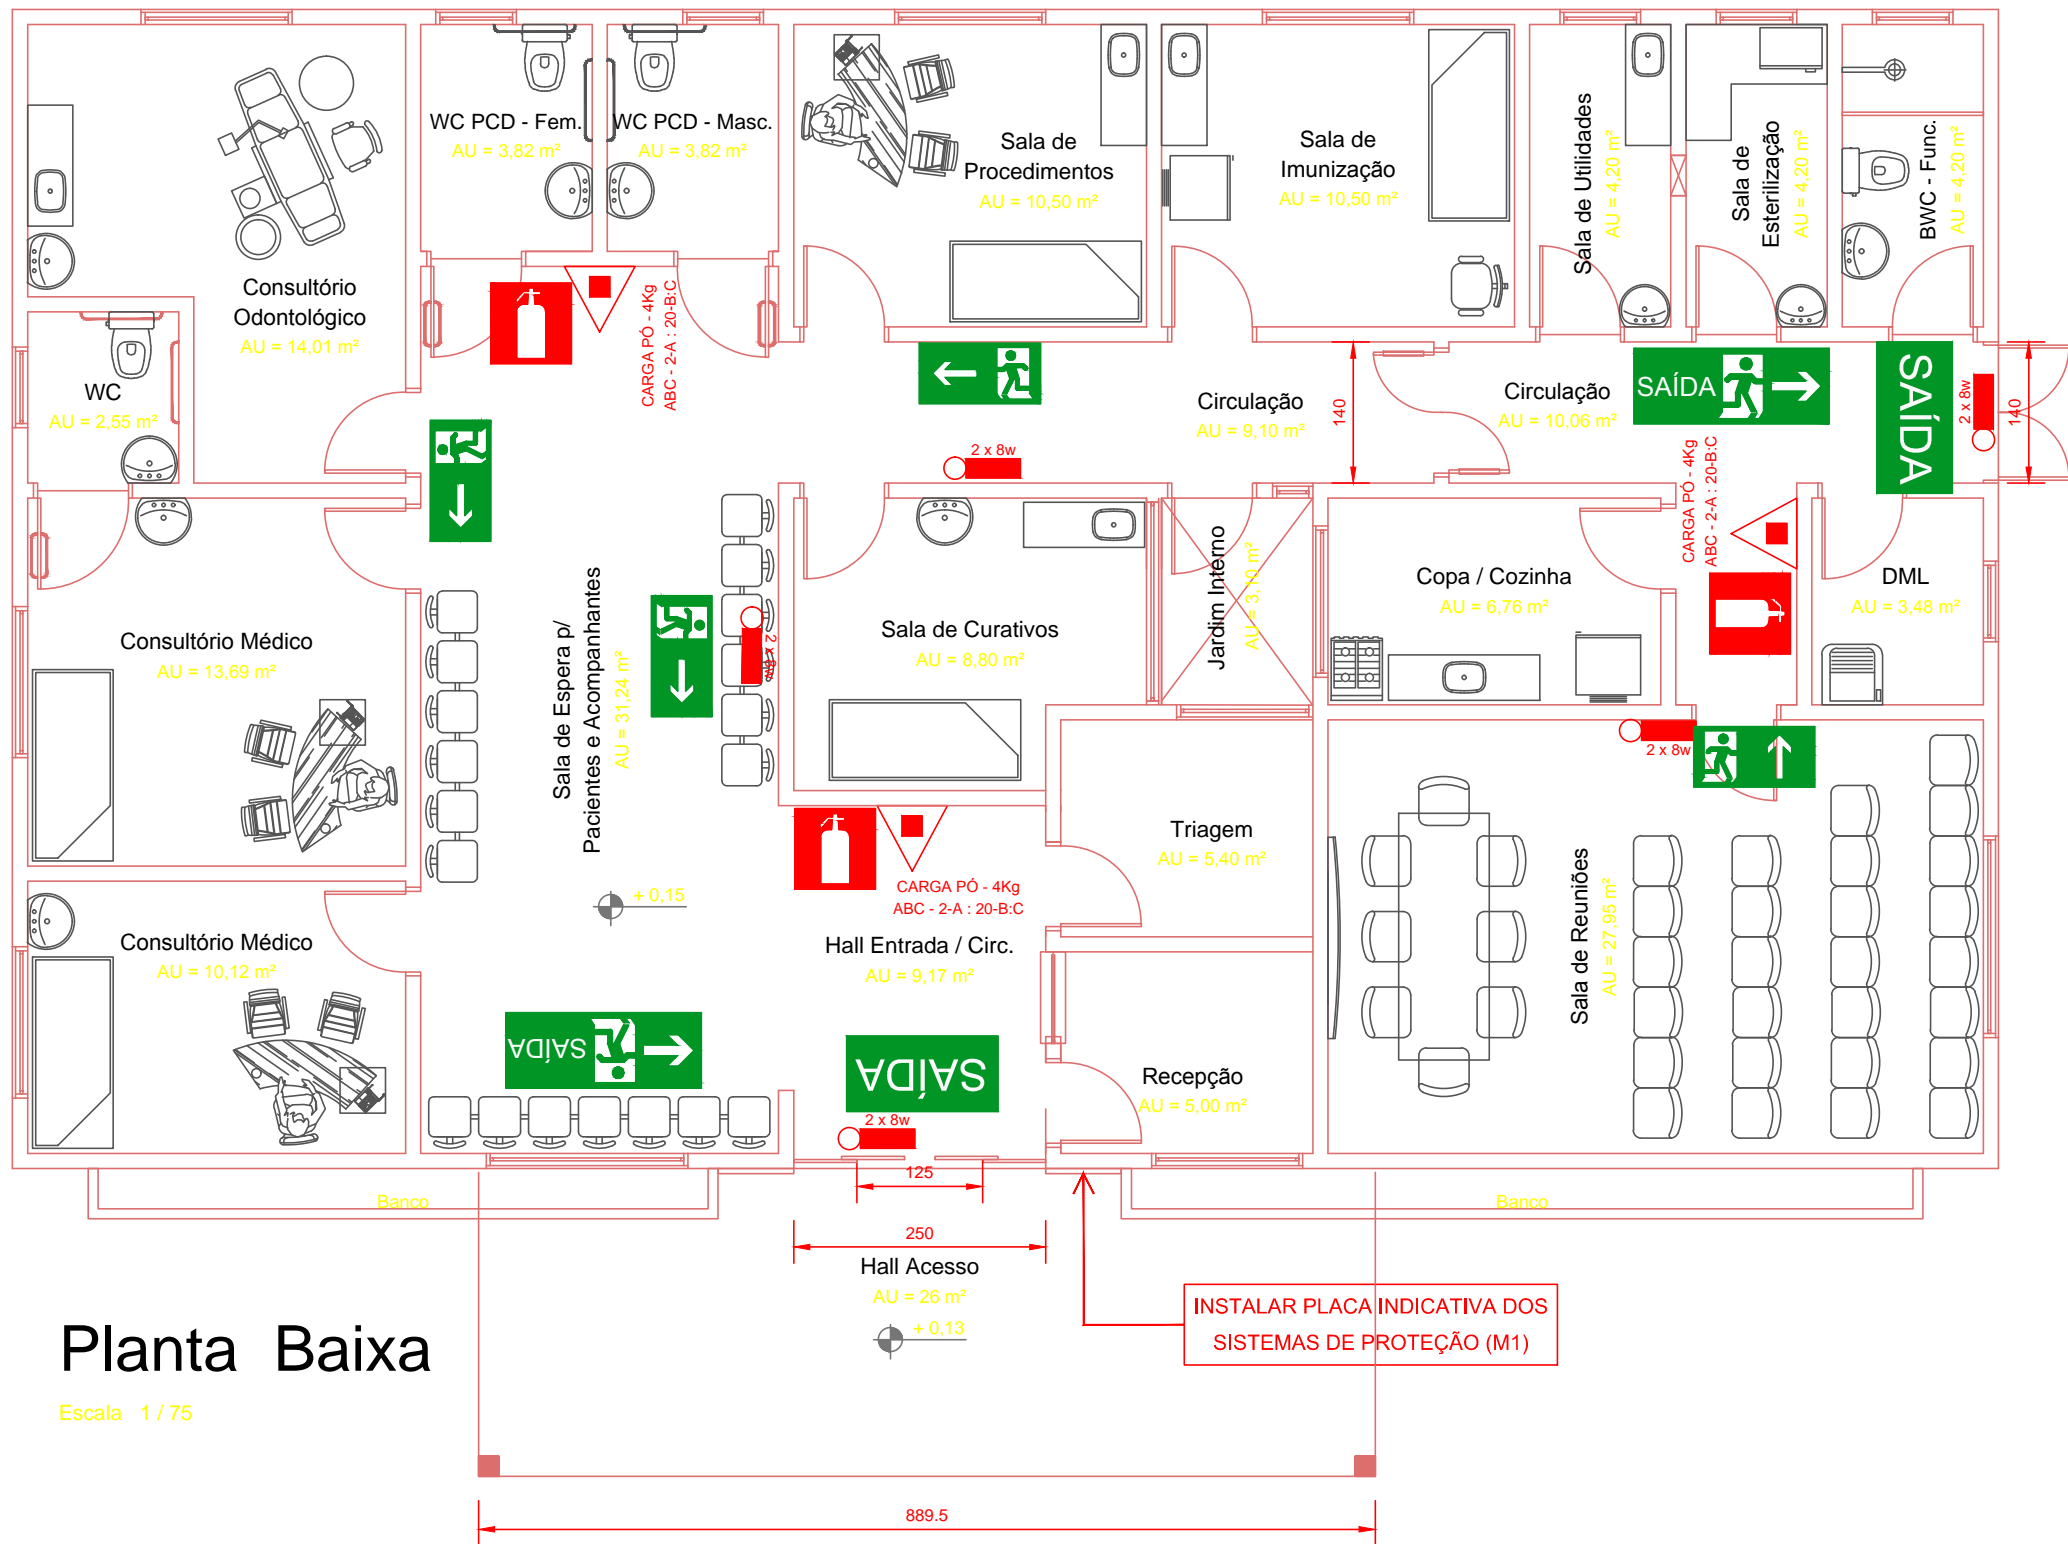 WC PCD - Fem.
AU = 3,82 m²
WC PCD - Masc.
AU = 3,82 m²
Sala de
Procedimentos
AU = 10,50 m²
Sala de
Imunização
AU = 10,50 m²
Sala de Utilidades
AU = 4,20 m²
Sala de
Esterilização
AU = 4,20 m²
BWC - Func.
AU = 4,20 m²
Consultório
Odontológico
AU = 14,01 m²
CARGA PÓ - 4Kg
ABC - 2-A : 20-B:C
WC
AU = 2,55 m²
Circulação
AU = 9,10 m²
140
Circulação
AU = 10,06 m²
SAÍDA
SAÍDA
2 x 8w
140
2 x 8w
CARGA PÓ - 4Kg
ABC - 2-A : 20-B:C
Consultório Médico
AU = 13,69 m²
Sala de Espera p/
Pacientes e Acompanhantes
AU = 31,24 m²
2 x 8w
Sala de Curativos
AU = 8,80 m²
Jardim Interno
AU = 3,10 m²
Copa / Cozinha
AU = 6,76 m²
DML
AU = 3,48 m²
2 x 8w
Triagem
AU = 5,40 m²
CARGA PÓ - 4Kg
ABC - 2-A : 20-B:C
+ 0,15
Consultório Médico
AU = 10,12 m²
Hall Entrada / Circ.
AU = 9,17 m²
Sala de Reuniões
AU = 27,95 m²
SAÍDA
SAÍDA
Recepção
AU = 5,00 m²
2 x 8w
125
Banco
Banco
250
Hall Acesso
AU = 26 m²
+ 0,13
INSTALAR PLACA INDICATIVA DOS
SISTEMAS DE PROTEÇÃO (M1)
Planta Baixa
Escala 1 / 75
889.5